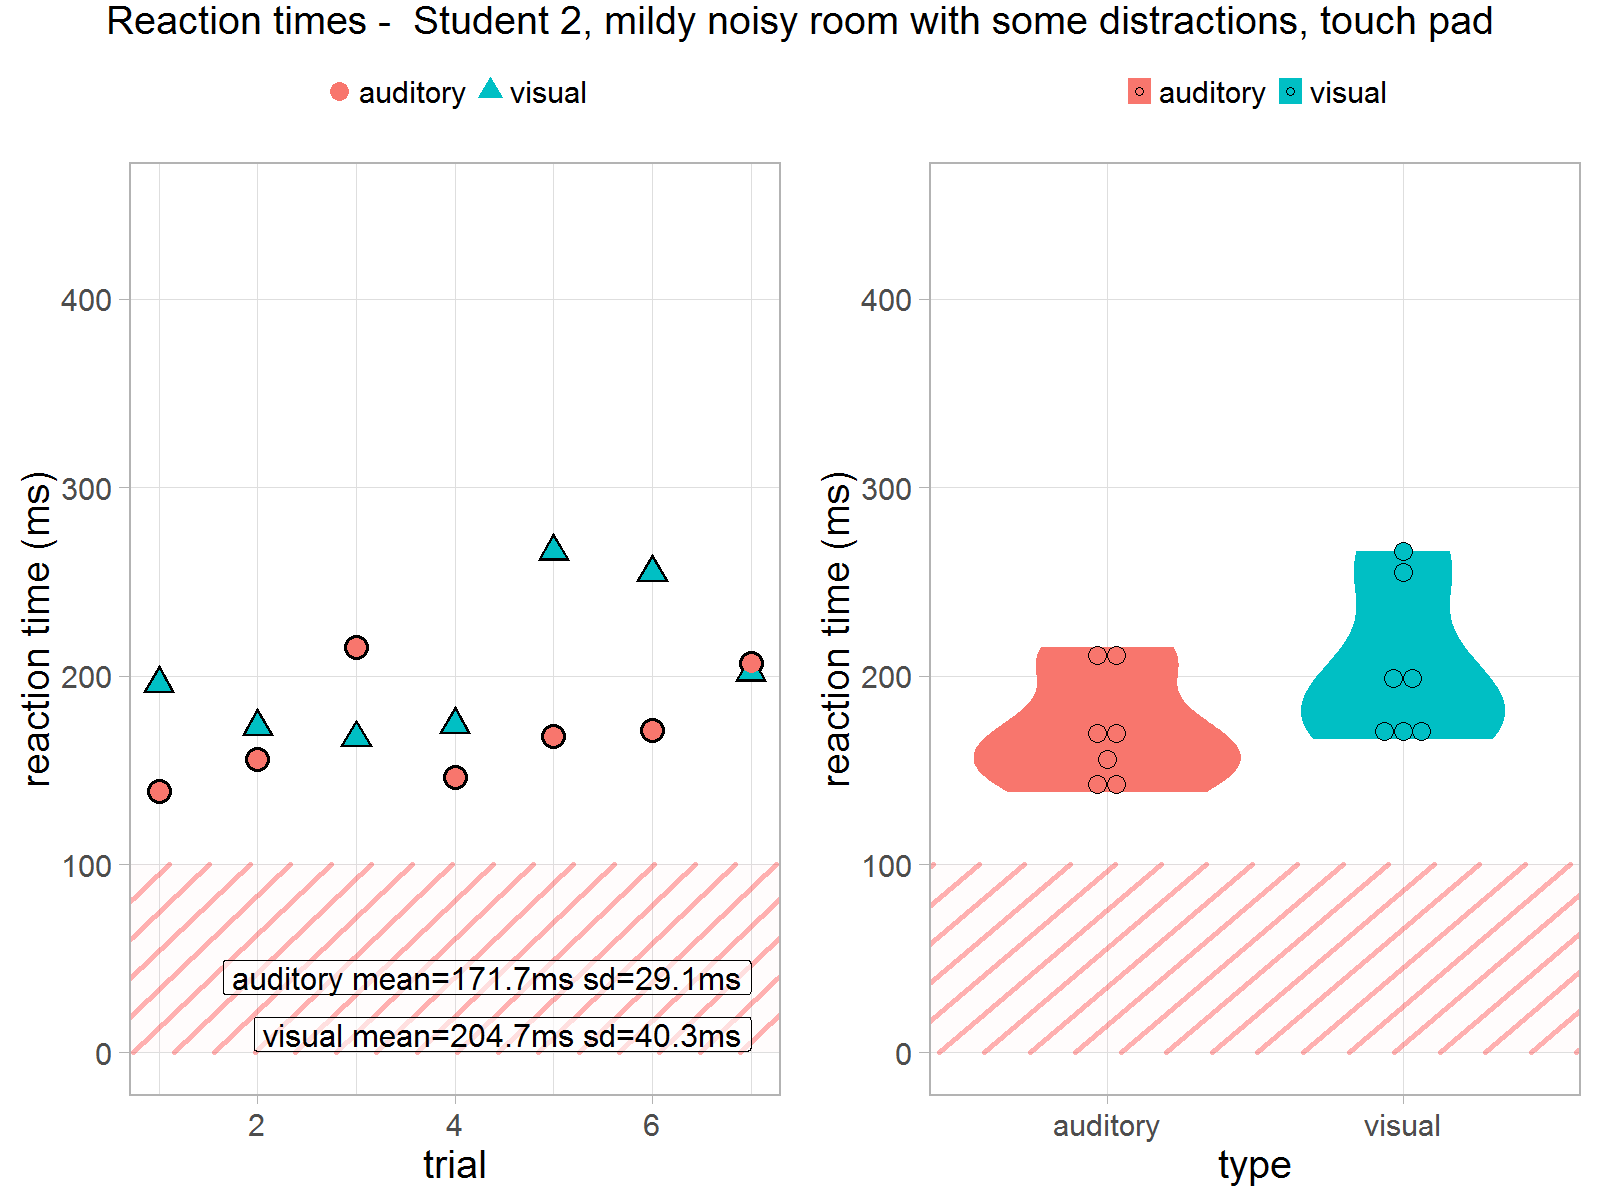 Reaction times -  Student 2, mildy noisy room with some distractions, touch pad
auditory visual
auditory visual
reaction time (ms)
400
300
200
100
0
auditory mean=171.7ms sd=29.1ms
visual mean=204.7ms sd=40.3ms
2 4 6
trial
reaction time (ms)
400
300
200
100
0
auditory visual
type